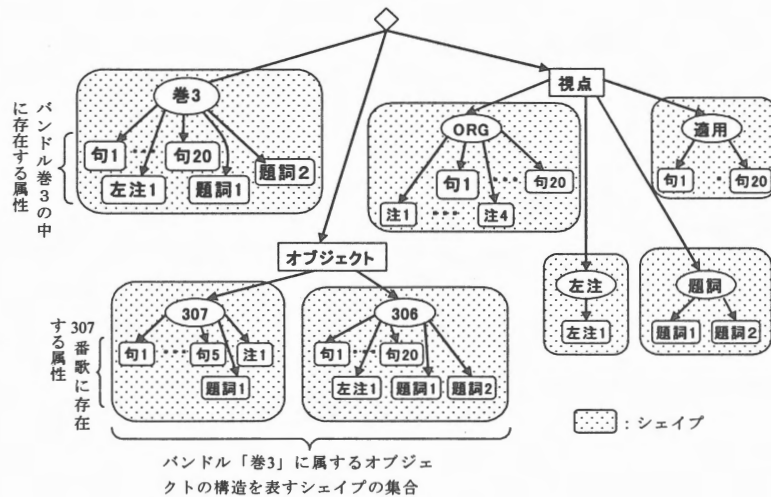 巻3
句1 … 句20
題詞2
左注1 題詞1
バンドル巻3の中
に存在する属性
視点
ORG
句1 … 句20
注1 … 注4
適用
句1 ・ 句20
左注
左注1
題詞
題詞1 題詞2
オブジェクト
307
句1 … 句5 注1
題詞1
307番歌に存在
する属性
306
句1 … 句20
左注1 題詞1 題詞2
バンドル「巻3」に属するオブジェ
クトの構造を表すシェイプの集合
:シェイプ